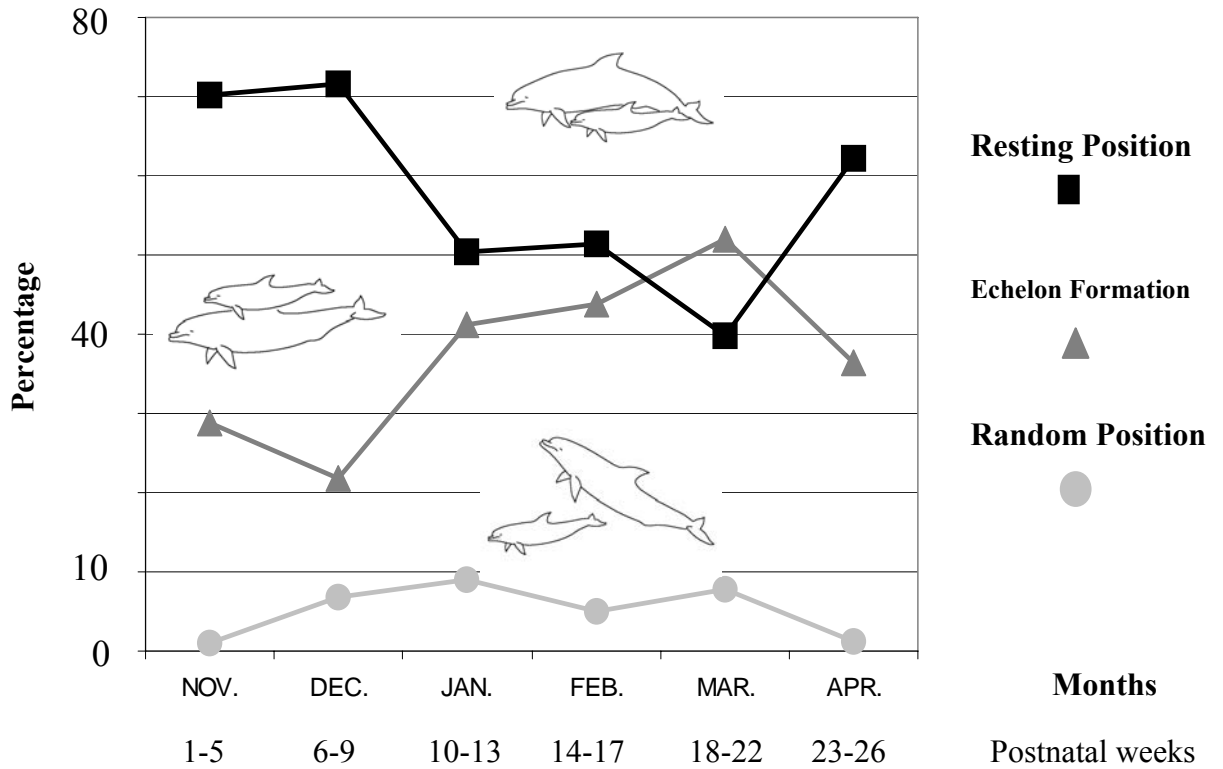 80
40
10
0
Percentage
NOV. DEC. JAN. FEB. MAR. APR. Months
1-5 6-9 10-13 14-17 18-22 23-26 Postnatal weeks
Resting Position
Echelon Formation
Random Position